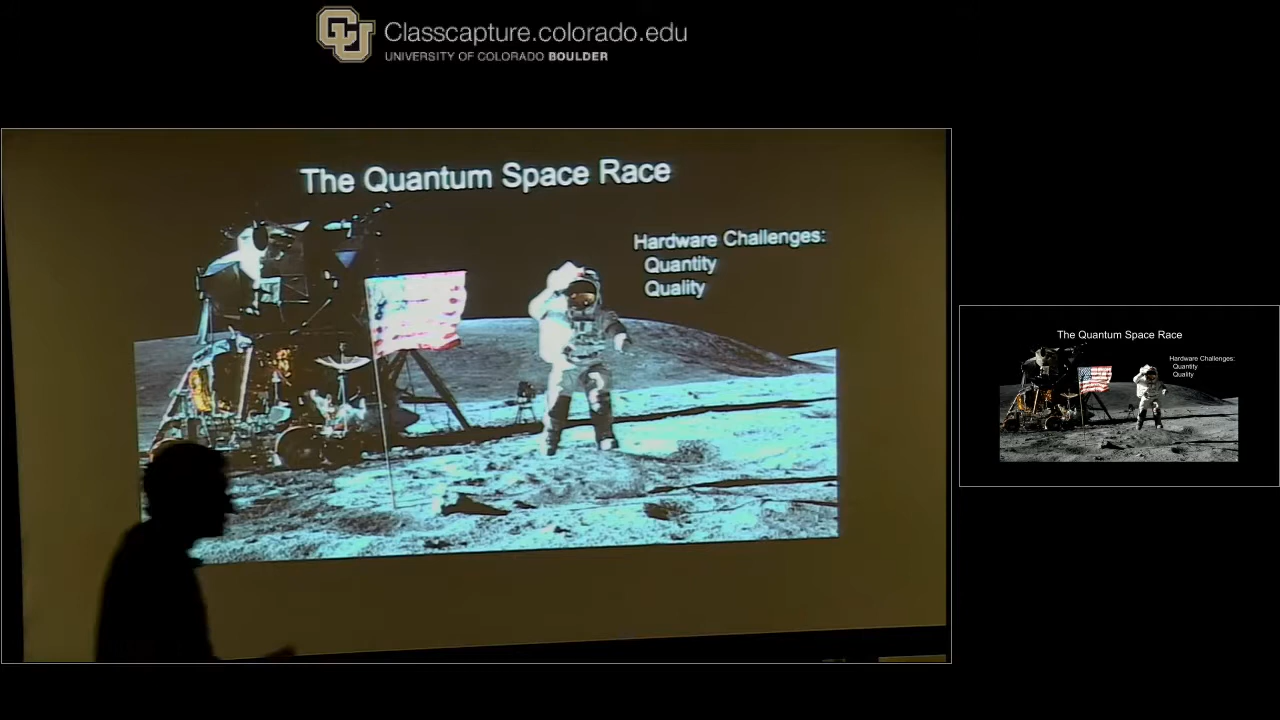 Classcapture.colorado.edu
UNIVERSITY OF COLORADO BOULDER
The Quantum Space Race
Hardware Challenges:
Quantity
Quality
The Quantum Space Race
Hardware Challenges:
Quantity
Quality